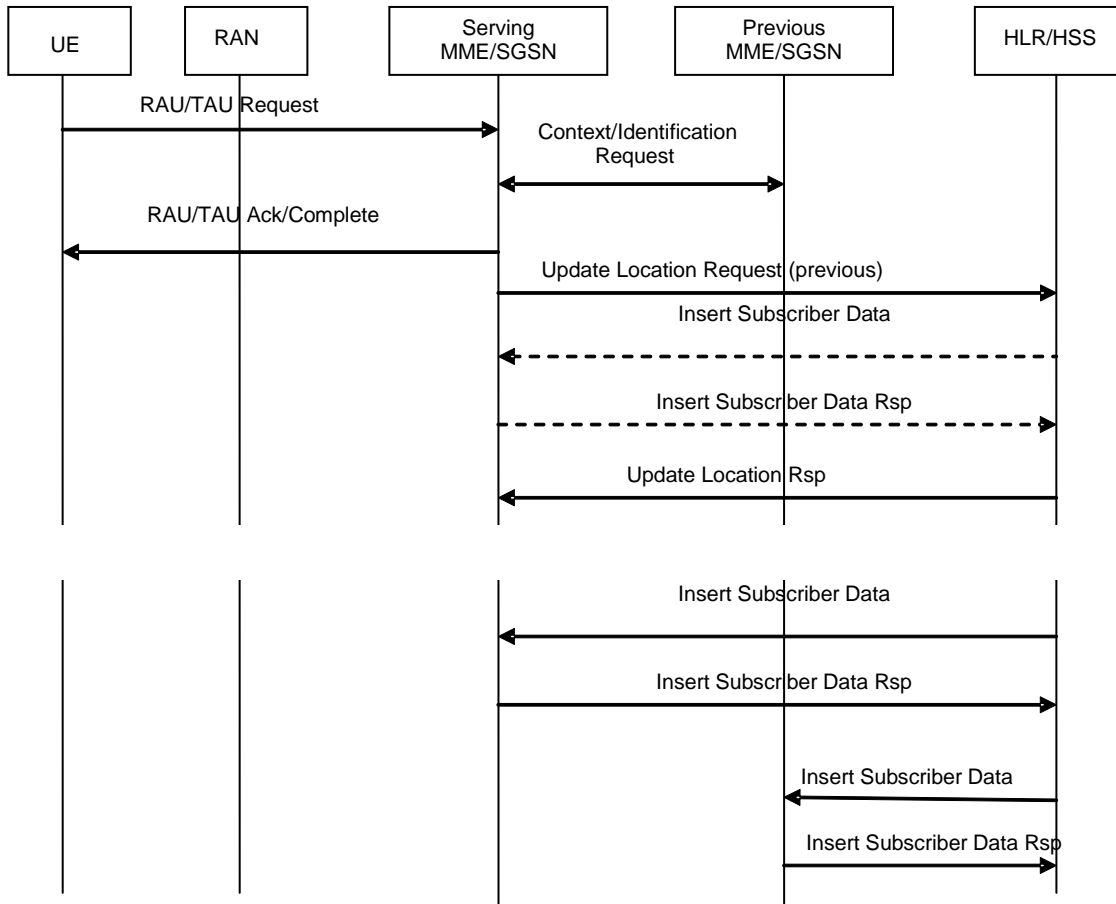 UE
RAN
Serving
MME/SGSN
Previous
MME/SGSN
HLR/HSS
RAU/TAU Request
Context/Identification
Request
RAU/TAU Ack/Complete
Update Location Request (previous)
Insert Subscriber Data
Insert Subscriber Data Rsp
Update Location Rsp
Insert Subscriber Data
Insert Subscriber Data Rsp
Insert Subscriber Data
Insert Subscriber Data Rsp